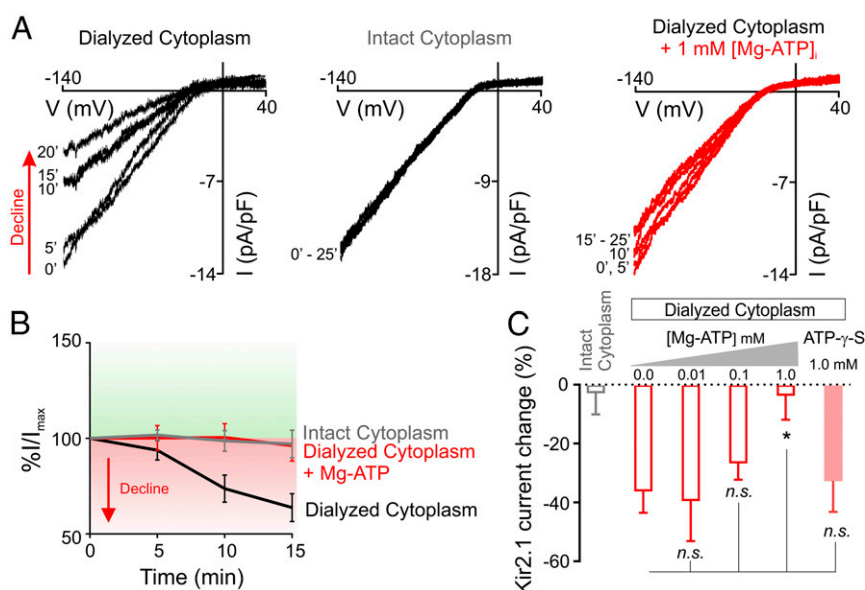 A
Dialyzed Cytoplasm
-140
V (mV)
40
20'
15'
10'
5'
0'
Decline
-7
-14
I (pA/pF)
Intact Cytoplasm
-140
V (mV)
40
0' - 25'
-9
-18
I (pA/pF)
Dialyzed Cytoplasm
+ 1 mM [Mg-ATP]i
-140
V (mV)
40
15' - 25'
10'
0', 5'
-7
-14
I (pA/pF)
B
150
100
50
%I/Imax
Decline
Intact Cytoplasm
Dialyzed Cytoplasm
+ Mg-ATP
Dialyzed Cytoplasm
0 5 10 15
Time (min)
C
Dialyzed Cytoplasm
Intact
Cytoplasm
[Mg-ATP] mM
ATP-γ-S
0.0 0.01 0.1 1.0
1.0 mM
Kir2.1 current change (%)
0
-20
-40
-60
n.s.
n.s.
*
n.s.